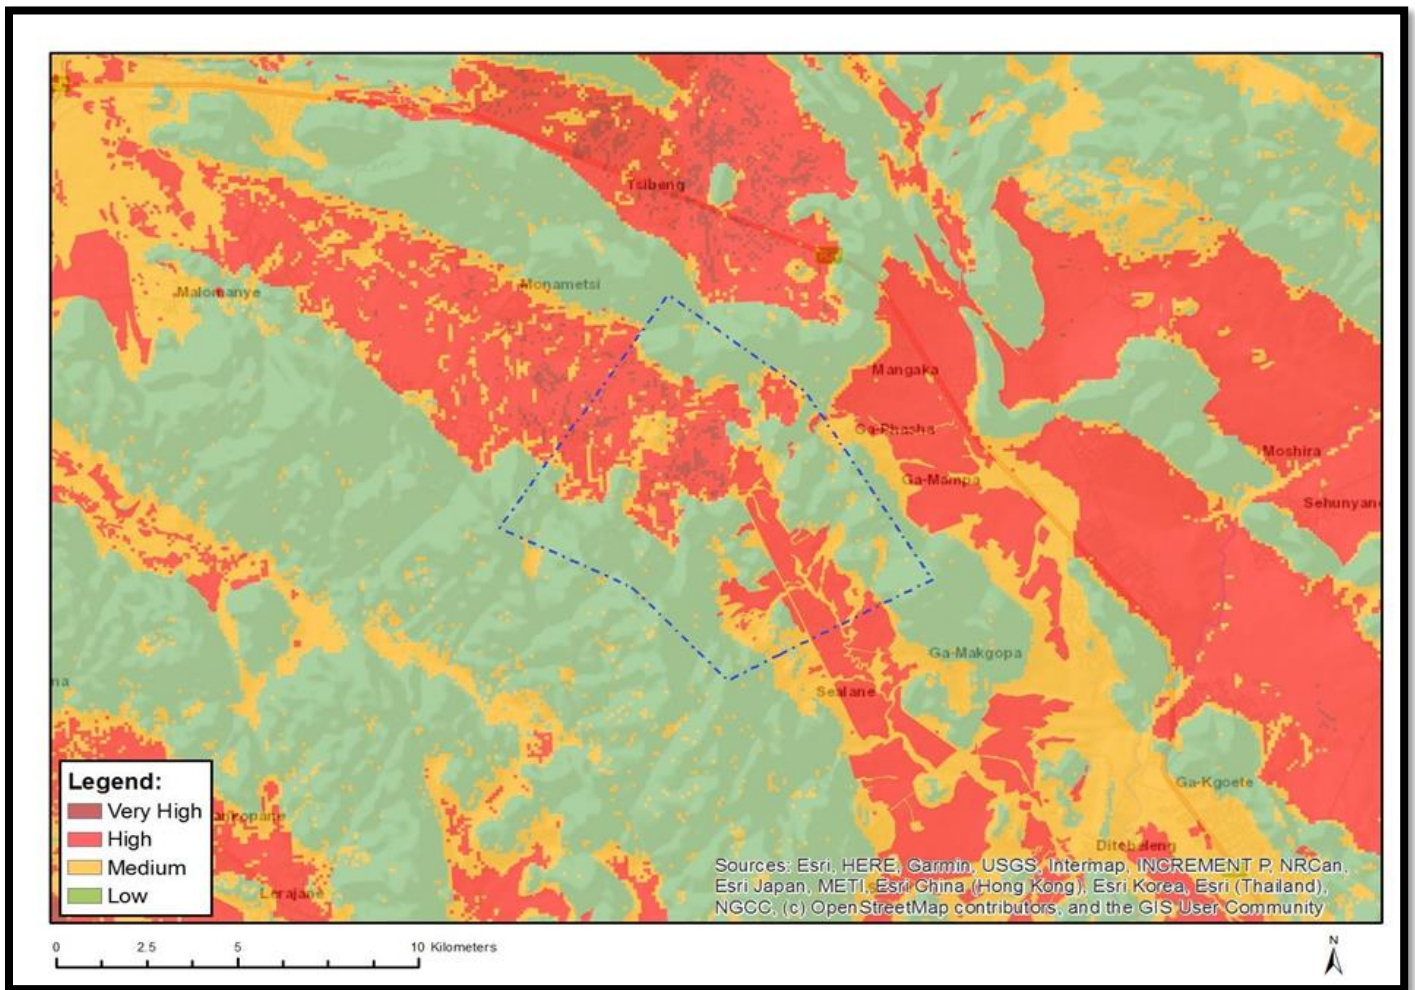 Tsibeng
Monametsi
Malomanye
Mangaka
Ga-Phasha
Moshira
Ga-Mampa
Sehunyan
Ga-Makgopa
na
Sealane
Ga-Kgoete
Legend:
Very High
High
Medium
Low
Ditebeleng
Lerajane
Sources: Esri, HERE, Garmin, USGS, Intermap, INCREMENT P, NRCan,
Esri Japan, METI, Esri China (Hong Kong), Esri Korea, Esri (Thailand),
NGCC, (c) OpenStreetMap contributors, and the GIS User Community
0 2.5 5 10 Kilometers
N